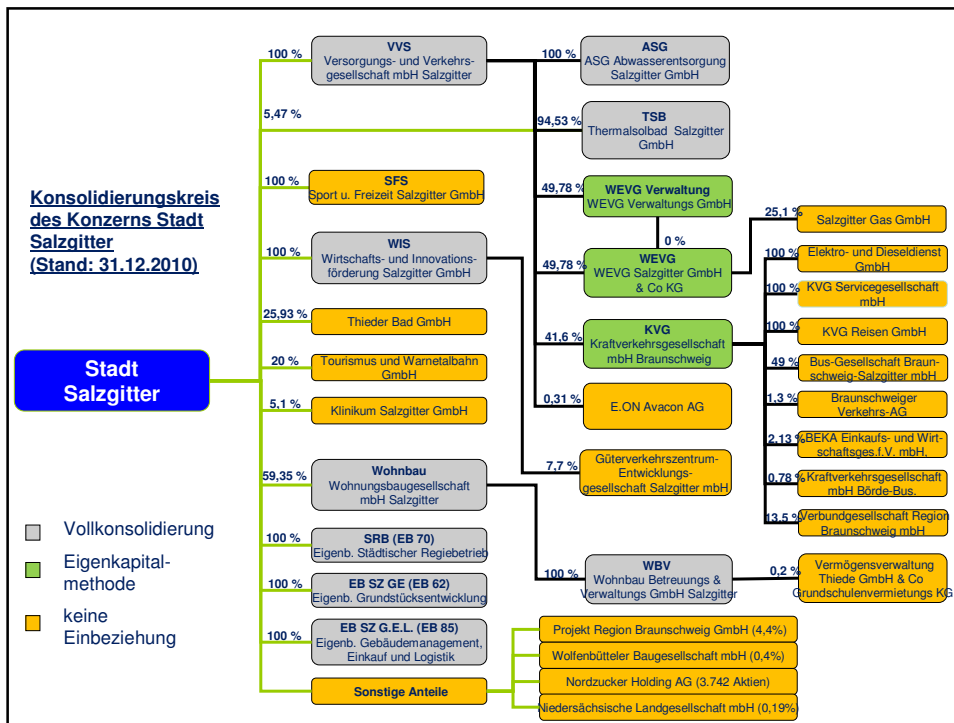 Konsolidierungskreis
des Konzerns Stadt
Salzgitter
(Stand: 31.12.2010)
Stadt
Salzgitter
Vollkonsolidierung
Eigenkapital-
methode
keine
Einbeziehung
100 %
VVS
Versorgungs- und Verkehrs-
gesellschaft mbH Salzgitter
5,47 %
100 %
SFS
Sport u. Freizeit Salzgitter GmbH
100 %
WIS
Wirtschafts- und Innovations-
förderung Salzgitter GmbH
25,93 %
Thieder Bad GmbH
20 %
Tourismus und Warnetalbahn
GmbH
5,1 %
Klinikum Salzgitter GmbH
59,35 %
Wohnbau
Wohnungsbaugesellschaft
mbH Salzgitter
100 %
SRB (EB 70)
Eigenb. Städtischer Regiebetrieb
100 %
EB SZ GE (EB 62)
Eigenb. Grundstücksentwicklung
100 %
EB SZ G.E.L. (EB 85)
Eigenb. Gebäudemanagement,
Einkauf und Logistik
Sonstige Anteile
100 %
ASG
ASG Abwasserentsorgung
Salzgitter GmbH
94,53 %
TSB
Thermalsolbad Salzgitter
GmbH
49,78 %
WEVG Verwaltung
WEVG Verwaltungs GmbH
0 %
49,78 %
WEVG
WEVG Salzgitter GmbH
& Co KG
41,6 %
KVG
Kraftverkehrsgesellschaft
mbH Braunschweig
0,31 %
E.ON Avacon AG
7,7 %
Güterverkehrszentrum-
Entwicklungs-
gesellschaft Salzgitter mbH
100 %
WBV
Wohnbau Betreuungs &
Verwaltungs GmbH Salzgitter
Projekt Region Braunschweig GmbH (4,4%)
Wolfenbütteler Baugesellschaft mbH (0,4%)
Nordzucker Holding AG (3.742 Aktien)
Niedersächsische Landgesellschaft mbH (0,19%)
25,1 %
Salzgitter Gas GmbH
100 %
Elektro- und Dieseldienst
GmbH
100 %
KVG Servicegesellschaft
mbH
100 %
KVG Reisen GmbH
49 %
Bus-Gesellschaft Braun-
schweig-Salzgitter mbH
1,3 %
Braunschweiger
Verkehrs-AG
2,13 %
BEKA Einkaufs- und Wirt-
schaftsges.f.V. mbH,
0,78 %
Kraftverkehrsgesellschaft
mbH Börde-Bus.
13,5 %
Verbundgesellschaft Region
Braunschweig mbH
0,2 %
Vermögensverwaltung
Thiede GmbH & Co
Grundschulenvermietungs KG